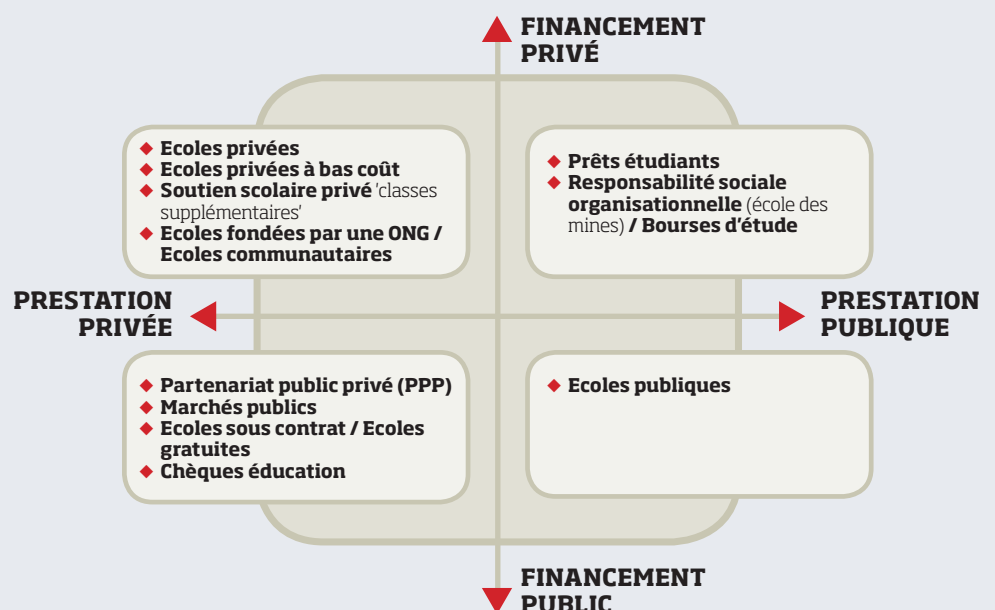 FINANCEMENT
PRIVÉ
◆ Ecoles privées
◆ Ecoles privées à bas coût
◆ Soutien scolaire privé 'classes
supplémentaires'
◆ Ecoles fondées par une ONG /
Ecoles communautaires
◆ Prêts étudiants
◆ Responsabilité sociale
organisationnelle (école des
mines) / Bourses d'étude
PRESTATION
PRIVÉE
PRESTATION
PUBLIQUE
◆ Partenariat public privé (PPP)
◆ Marchés publics
◆ Ecoles sous contrat / Ecoles
gratuites
◆ Chèques éducation
◆ Ecoles publiques
FINANCEMENT
PUBLIC